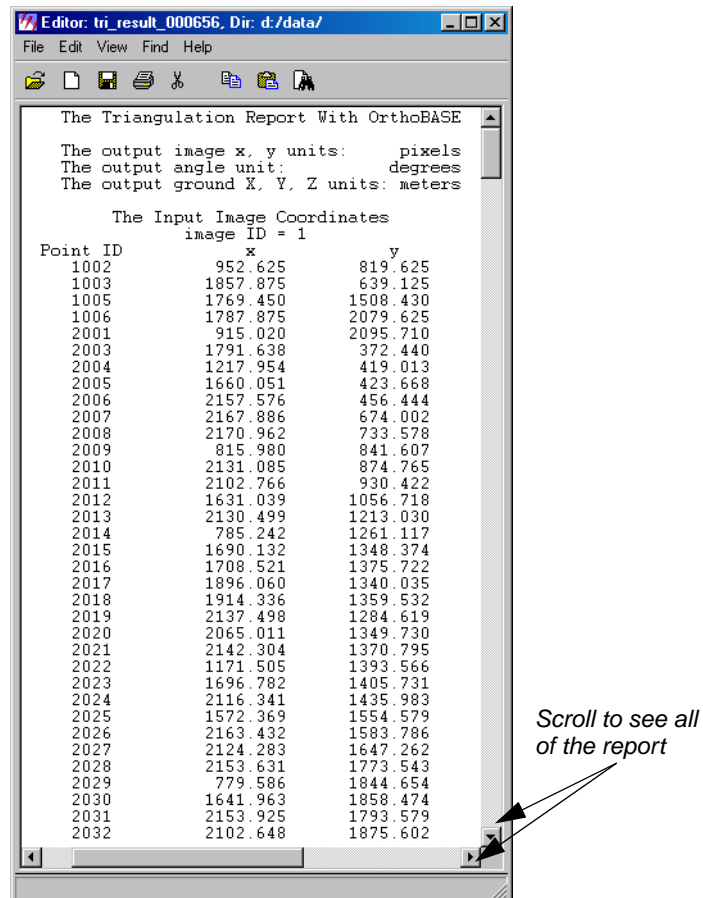 Editor: tri_result_000656, Dir: d:/data/
File Edit View Find Help
The Triangulation Report With OrthoBASE
The output image x, y units: pixels
The output angle unit: degrees
The output ground X, Y, Z units: meters
The Input Image Coordinates
image ID = 1
Point ID x y
1002 952.625 819.625
1003 1857.875 639.125
1005 1769.450 1508.430
1006 1787.875 2079.625
2001 915.020 2095.710
2003 1791.638 372.440
2004 1217.954 419.013
2005 1660.051 423.668
2006 2157.576 456.444
2007 2167.886 674.002
2008 2170.962 733.578
2009 815.980 841.607
2010 2131.085 874.765
2011 2102.766 930.422
2012 1631.039 1056.718
2013 2130.499 1213.030
2014 785.242 1261.117
2015 1690.132 1348.374
2016 1708.521 1375.722
2017 1896.060 1340.035
2018 1914.336 1359.532
2019 2137.498 1284.619
2020 2065.011 1349.730
2021 2142.304 1370.795
2022 1171.505 1393.566
2023 1696.782 1405.731
2024 2116.341 1435.983
2025 1572.369 1554.579
2026 2163.432 1583.786
2027 2124.283 1647.262
2028 2153.631 1773.543
2029 779.586 1844.654
2030 1641.963 1858.474
2031 2153.925 1793.579
2032 2102.648 1875.602
Scroll to see all
of the report